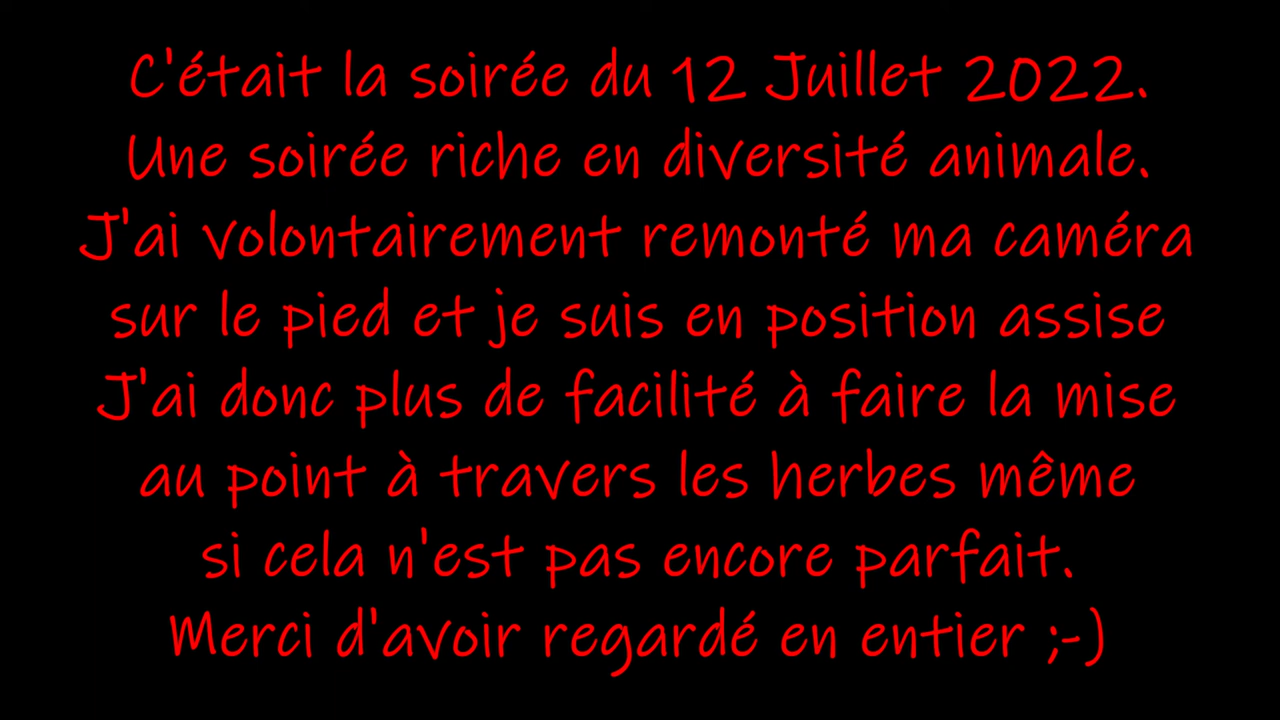 C'était la soirée du 12 Juillet 2022.
Une soirée riche en diversité animale.
J'ai volontairement remonté ma caméra
sur le pied et je suis en position assise
J'ai donc plus de facilité à faire la mise
au point à travers les herbes même
si cela n'est pas encore parfait.
Merci d'avoir regardé en entier ;-)